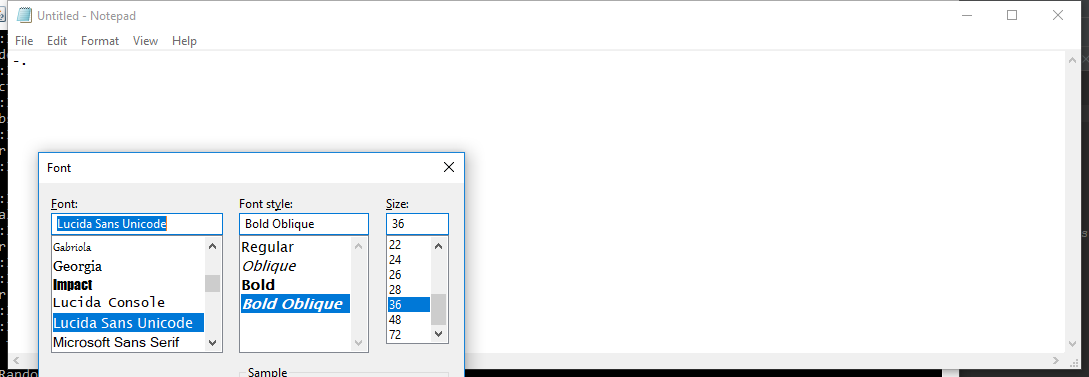 Untitled - Notepad
File Edit Format View Help
-.
Font
Font: Font style: Size:
Lucida Sans Unicode Bold Oblique 36
Gabriola Regular 22
Georgia Oblique 24
Impact Bold 26
Lucida Console Bold Oblique 28
Lucida Sans Unicode 36
Microsoft Sans Serif 48
72
Sample
Rando